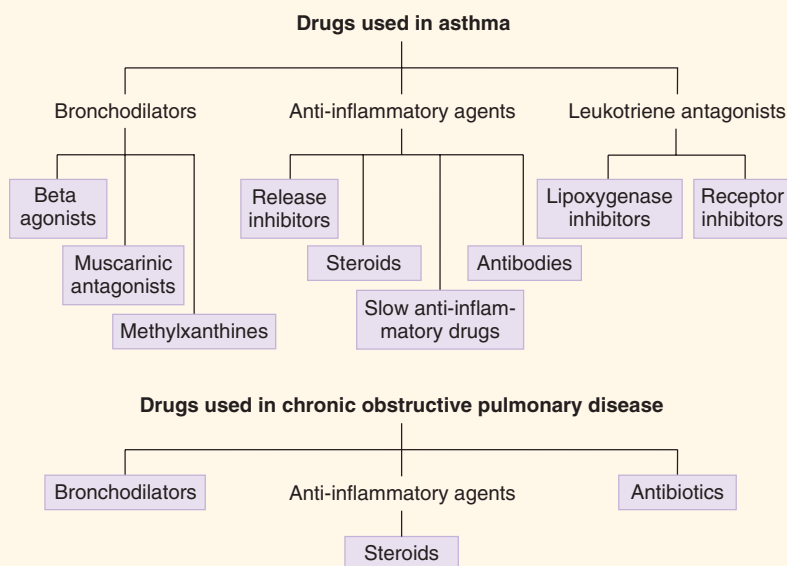 Drugs used in asthma
Bronchodilators
Anti-inflammatory agents
Leukotriene antagonists
Beta
agonists
Muscarinic
antagonists
Methylxanthines
Release
inhibitors
Steroids
Slow anti-inflam-
matory drugs
Antibodies
Lipoxygenase
inhibitors
Receptor
inhibitors
Drugs used in chronic obstructive pulmonary disease
Bronchodilators
Anti-inflammatory agents
Antibiotics
Steroids